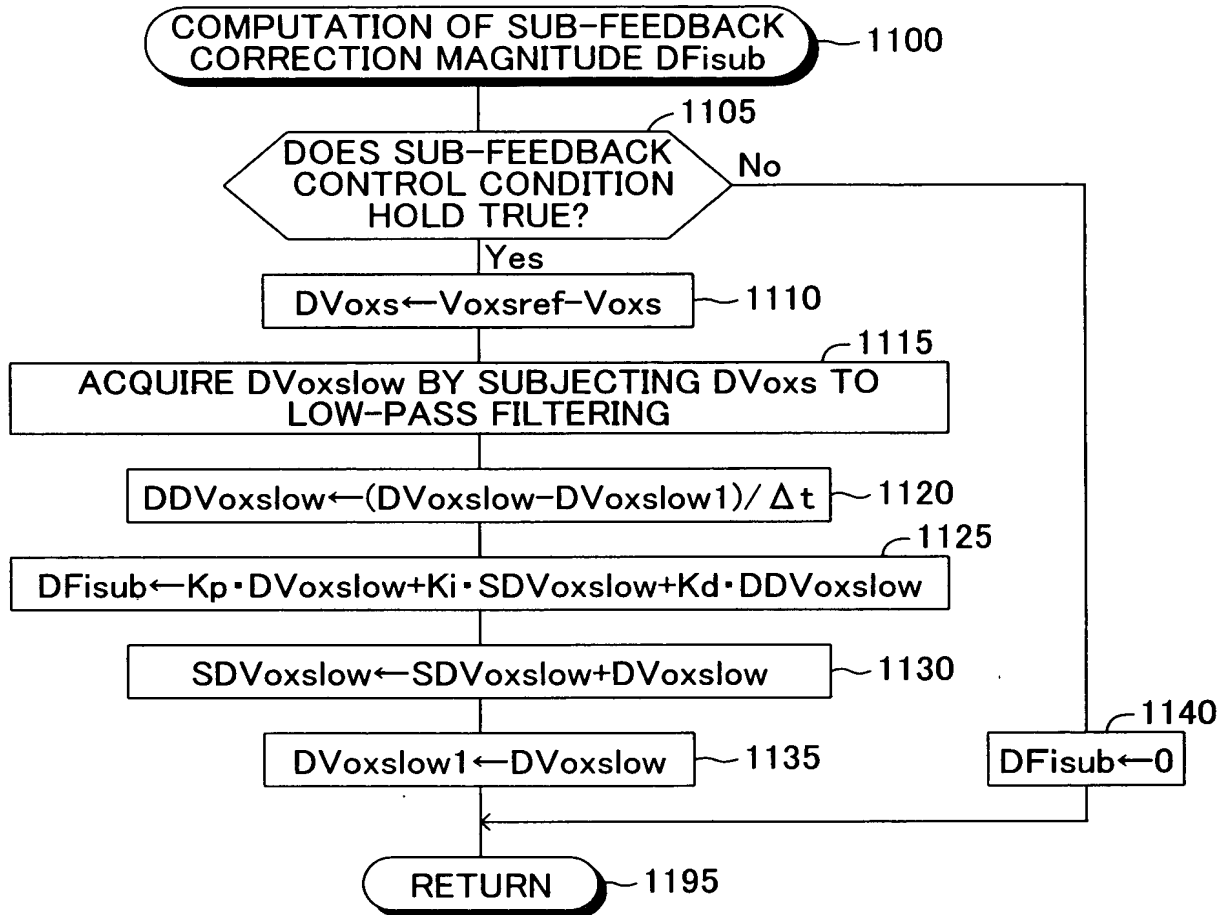 COMPUTATION OF SUB-FEEDBACK
CORRECTION MAGNITUDE DFisub
1100
1105
DOES SUB-FEEDBACK
CONTROL CONDITION
HOLD TRUE?
No
Yes
DVoxs←Voxsref-Voxs
1110
1115
ACQUIRE DVoxslow BY SUBJECTING DVoxs TO
LOW-PASS FILTERING
DDVoxslow←(DVoxslow-DVoxslow1)/Δt
1120
1125
DFisub←Kp・DVoxslow+Ki・SDVoxslow+Kd・DDVoxslow
SDVoxslow←SDVoxslow+DVoxslow
1130
1140
DVoxslow1←DVoxslow
1135
DFisub←0
RETURN
1195